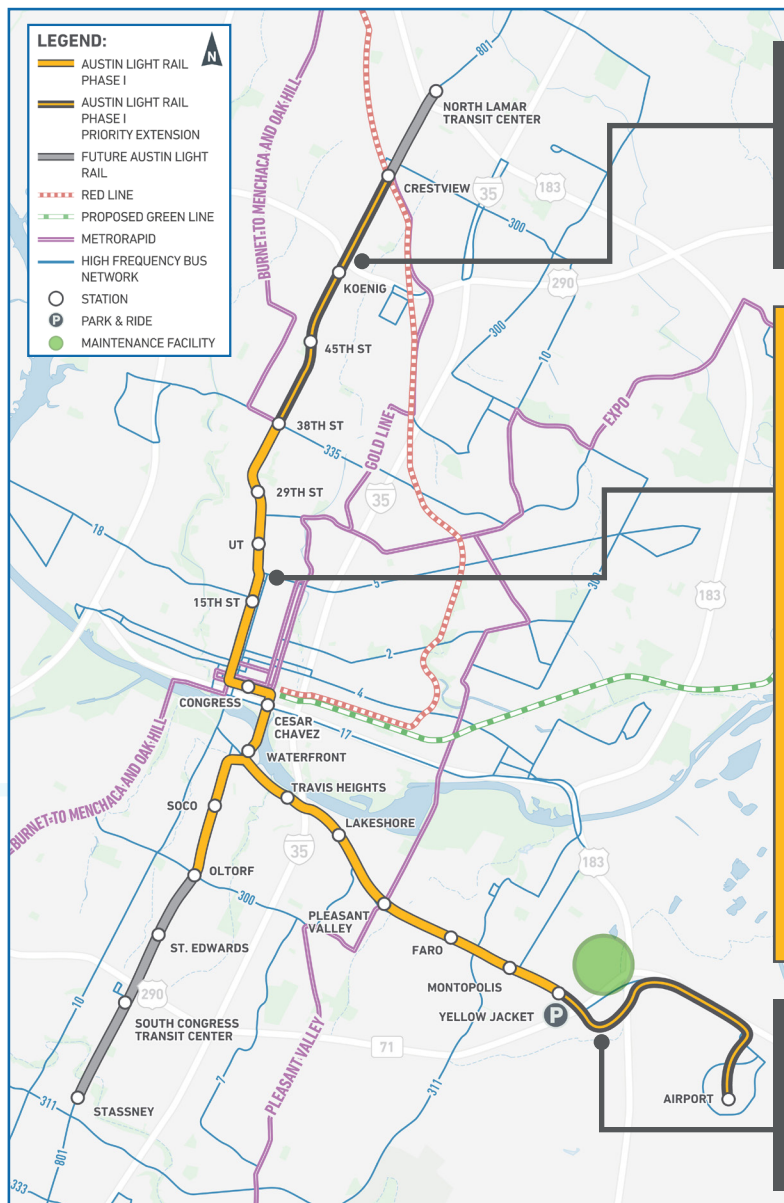 LEGEND:
N
AUSTIN LIGHT RAIL
PHASE I
AUSTIN LIGHT RAIL
PHASE I
PRIORITY EXTENSION
FUTURE AUSTIN LIGHT
RAIL
RED LINE
PROPOSED GREEN LINE
METRORAPID
HIGH FREQUENCY BUS
NETWORK
STATION
P
PARK & RIDE
MAINTENANCE FACILITY
801
NORTH LAMAR
TRANSIT CENTER
BURNET TO MENCHACA AND OAK HILL
CRESTVIEW
35
183
300
KOENIG
290
300
10
45TH ST
38TH ST
335
GOLD LINE
EXPO
29TH ST
35
18
UT
5
300
183
15TH ST
2
4
CONGRESS
17
CESAR
CHAVEZ
WATERFRONT
BURNET TO MENCHACA AND OAK HILL
TRAVIS HEIGHTS
SOCO
LAKESHORE
35
183
OLTORF
300
PLEASANT
VALLEY
ST. EDWARDS
FARO
MONTOPOLIS
290
10
SOUTH CONGRESS
TRANSIT CENTER
YELLOW JACKET
P
71
7
PLEASANT VALLEY
311
STASSNEY
AIRPORT
311
801
333